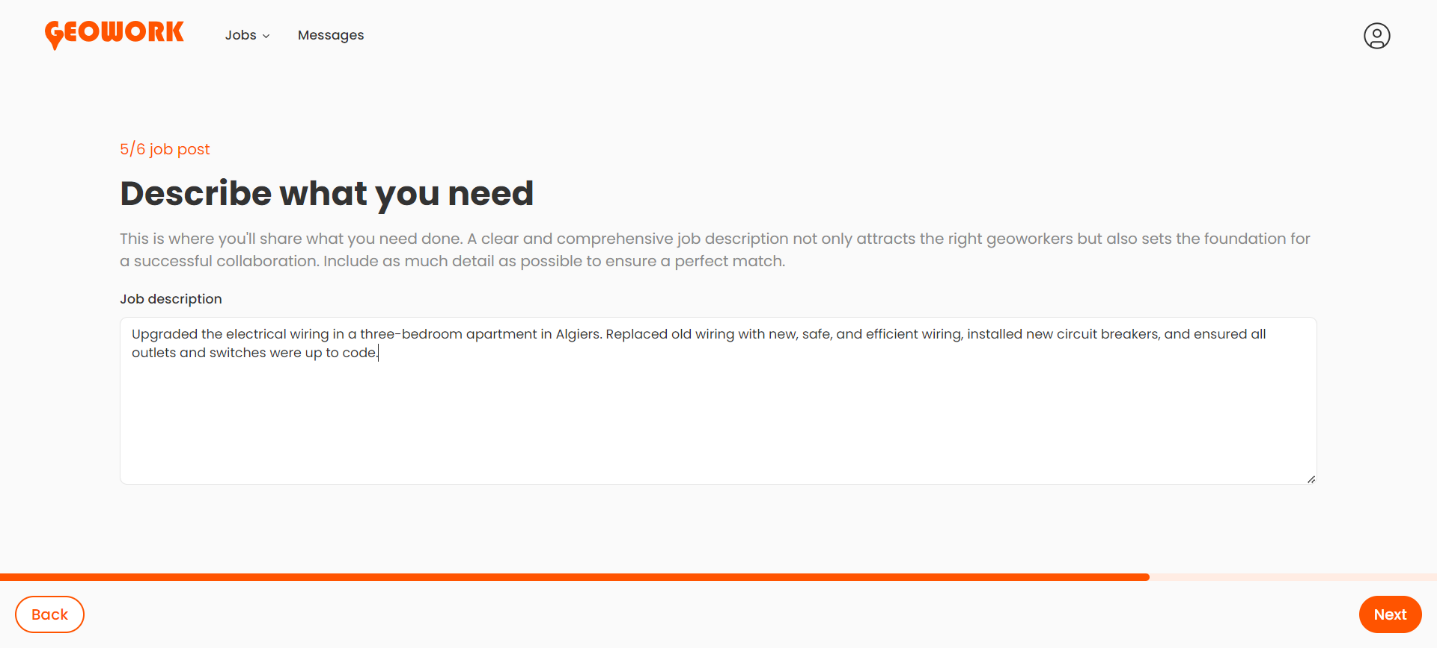 GEOWORK
Jobs
Messages
5/6 job post
Describe what you need
This is where you'll share what you need done. A clear and comprehensive job description not only attracts the right geoworkers but also sets the foundation for
a successful collaboration. Include as much detail as possible to ensure a perfect match.
Job description
Upgraded the electrical wiring in a three-bedroom apartment in Algiers. Replaced old wiring with new, safe, and efficient wiring, installed new circuit breakers, and ensured all
outlets and switches were up to code.
Back
Next